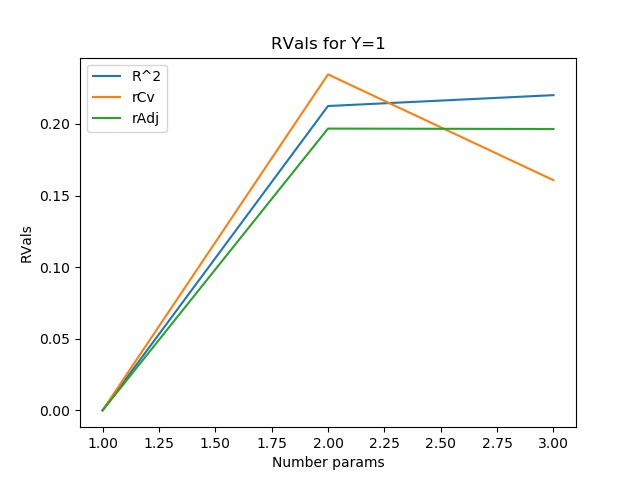 RVals for Y=1
R^2
rCv
rAdj
0.20
0.15
0.10
0.05
0.00
RVals
1.00 1.25 1.50 1.75 2.00 2.25 2.50 2.75 3.00
Number params